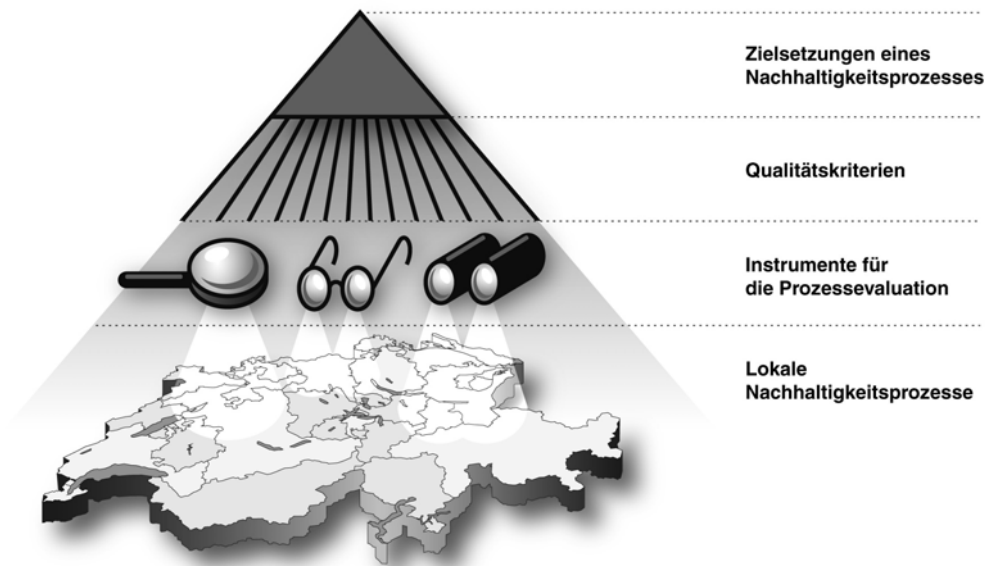 Zielsetzungen eines
Nachhaltigkeitsprozesses
Qualitätskriterien
Instrumente für
die Prozessevaluation
Lokale
Nachhaltigkeitsprozesse